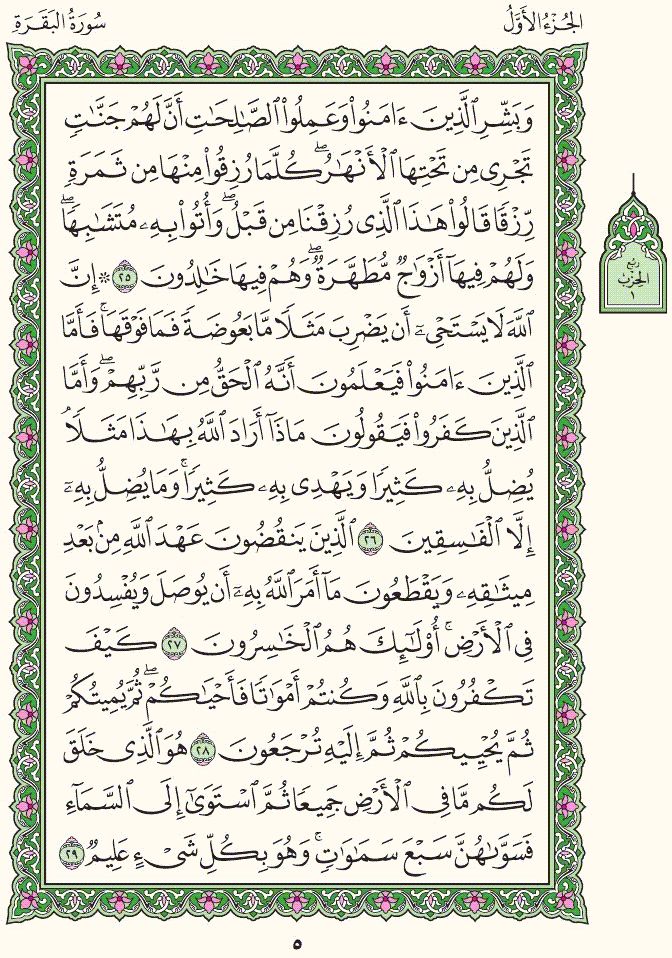 الجُزْءُ الأَوَّلُ
سُورَةُ البَقَرَةِ
وَبَشِّرِ ٱلَّذِينَ ءَامَنُواْ وَعَمِلُواْ ٱلصَّٰلِحَٰتِ أَنَّ لَهُمْ جَنَّٰتٍ
تَجْرِى مِن تَحْتِهَا ٱلْأَنْهَٰرُ ۖ كُلَّمَا رُزِقُواْ مِنْهَا مِن ثَمَرَةٍ
رِّزْقًا قَالُواْ هَٰذَا ٱلَّذِى رُزِقْنَا مِن قَبْلُ ۖ وَأُتُواْ بِهِۦ مُتَشَٰبِهًا ۖ
وَلَهُمْ فِيهَآ أَزْوَٰجٌ مُّطَهَّرَةٌ ۖ وَهُمْ فِيهَا خَٰلِدُونَ ٢٥ ۞ إِنَّ
ٱللَّهَ لَا يَسْتَحْىِۦٓ أَن يَضْرِبَ مَثَلًا مَّا بَعُوضَةً فَمَا فَوْقَهَا ۚ فَأَمَّا
ٱلَّذِينَ ءَامَنُواْ فَيَعْلَمُونَ أَنَّهُ ٱلْحَقُّ مِن رَّبِّهِمْ ۖ وَأَمَّا
ٱلَّذِينَ كَفَرُواْ فَيَقُولُونَ مَاذَآ أَرَادَ ٱللَّهُ بِهَٰذَا مَثَلًا ۘ
يُضِلُّ بِهِۦ كَثِيرًا وَيَهْدِى بِهِۦ كَثِيرًا ۚ وَمَا يُضِلُّ بِهِۦٓ
إِلَّا ٱلْفَٰسِقِينَ ٢٦ ٱلَّذِينَ يَنقُضُونَ عَهْدَ ٱللَّهِ مِنۢ بَعْدِ
مِيثَٰقِهِۦ وَيَقْطَعُونَ مَآ أَمَرَ ٱللَّهُ بِهِۦٓ أَن يُوصَلَ وَيُفْسِدُونَ
فِى ٱلْأَرْضِ ۚ أُوْلَٰٓئِكَ هُمُ ٱلْخَٰسِرُونَ ٢٧ كَيْفَ
تَكْفُرُونَ بِٱللَّهِ وَكُنتُمْ أَمْوَٰتًا فَأَحْيَٰكُمْ ۖ ثُمَّ يُمِيتُكُمْ
ثُمَّ يُحْيِيكُمْ ثُمَّ إِلَيْهِ تُرْجَعُونَ ٢٨ هُوَ ٱلَّذِى خَلَقَ
لَكُم مَّا فِى ٱلْأَرْضِ جَمِيعًا ثُمَّ ٱسْتَوَىٰٓ إِلَى ٱلسَّمَآءِ
فَسَوَّىٰهُنَّ سَبْعَ سَمَٰوَٰتٍ ۚ وَهُوَ بِكُلِّ شَىْءٍ عَلِيمٌ ٢٩
ربع
الحزب
١
٥